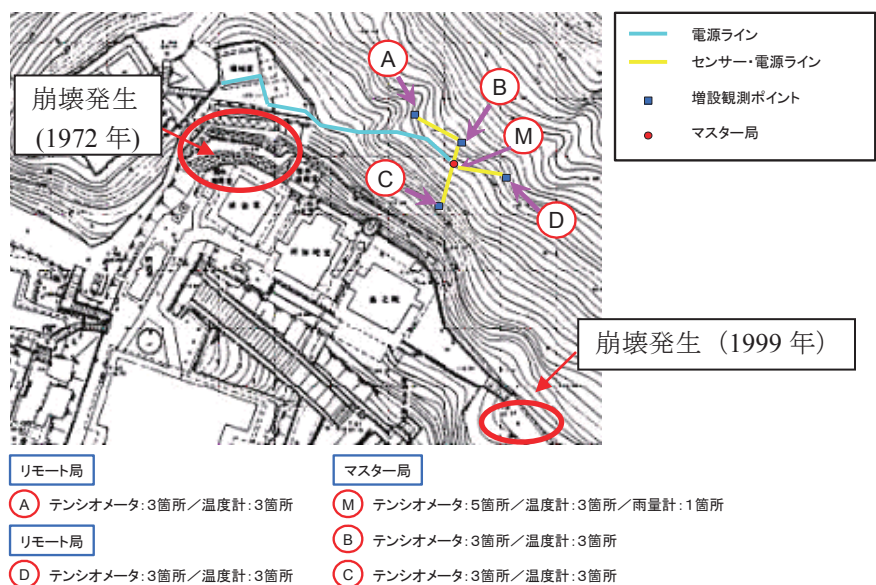 電源ライン
センサー・電源ライン
増設観測ポイント
マスター局
A
B
M
C
D
崩壊発生
(1972 年)
崩壊発生（1999 年）
リモート局
A テンシオメータ：3箇所／温度計：3箇所
リモート局
D テンシオメータ：3箇所／温度計：3箇所
マスター局
M テンシオメータ：5箇所／温度計：3箇所／雨量計：1箇所
B テンシオメータ：3箇所／温度計：3箇所
C テンシオメータ：3箇所／温度計：3箇所